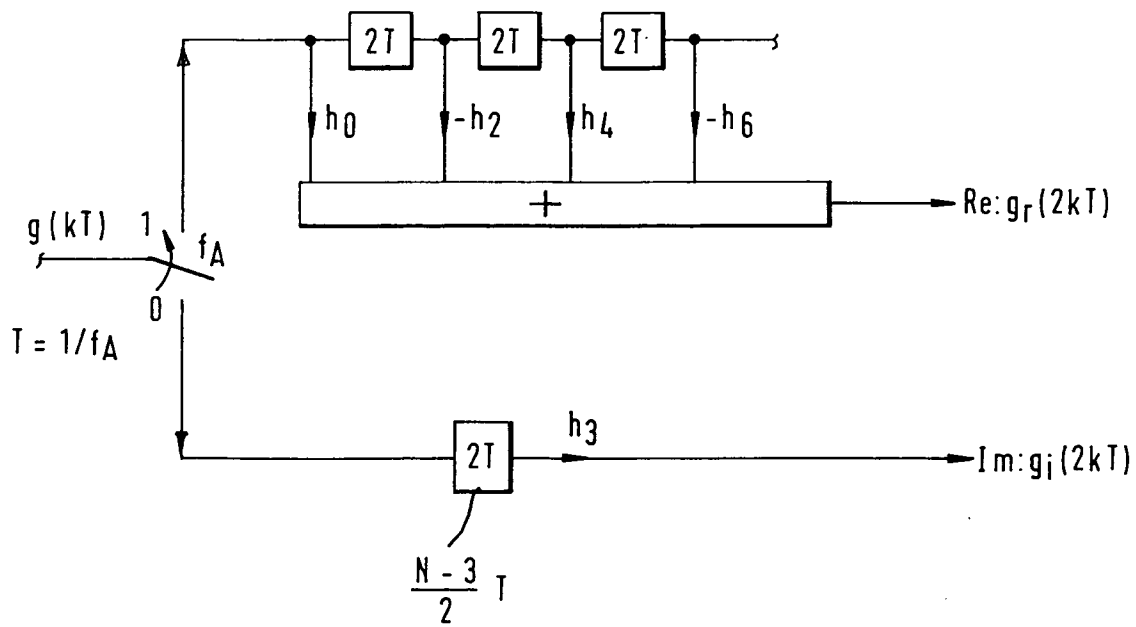 2T 2T 2T
h0 -h2 h4 -h6
+
Re: gr(2kT)
g(kT) 1 fA
0
T = 1/fA
h3
2T
Im: gi(2kT)
N - 3
2 T